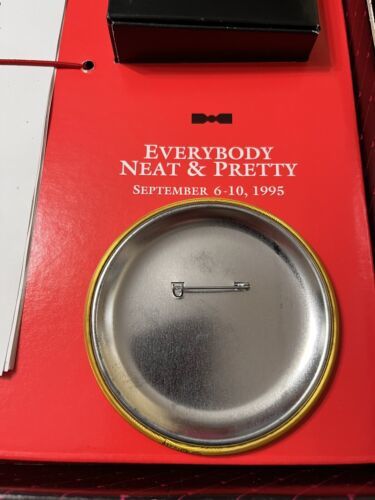 EVERYBODY
NEAT & PRETTY
SEPTEMBER 6-10, 1995